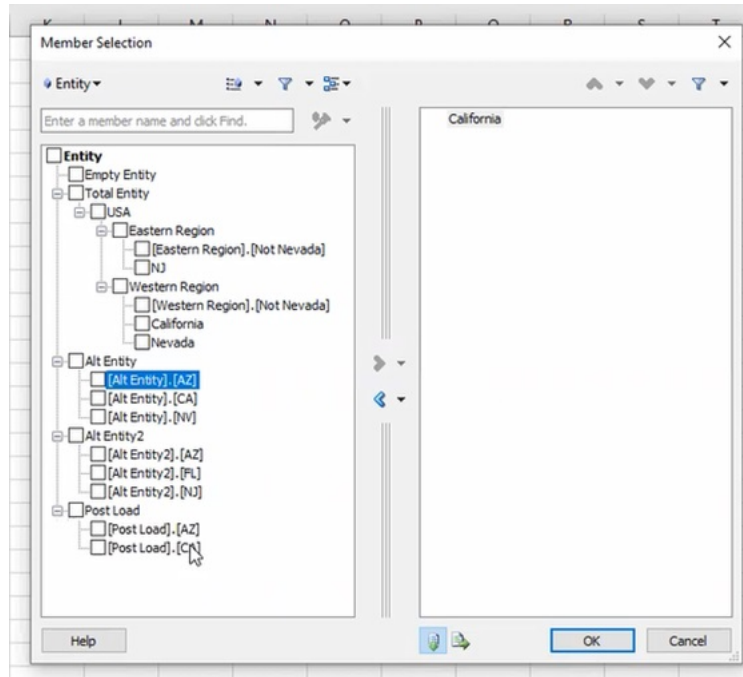 K L M N O P Q R S T
Member Selection
Entity
Enter a member name and click Find.
Entity
Empty Entity
Total Entity
USA
Eastern Region
[Eastern Region].[Not Nevada]
NJ
Western Region
[Western Region].[Not Nevada]
California
Nevada
Alt Entity
[Alt Entity].[AZ]
[Alt Entity].[CA]
[Alt Entity].[NV]
Alt Entity2
[Alt Entity2].[AZ]
[Alt Entity2].[FL]
[Alt Entity2].[NJ]
Post Load
[Post Load].[AZ]
[Post Load].[CA]
California
Help
OK
Cancel